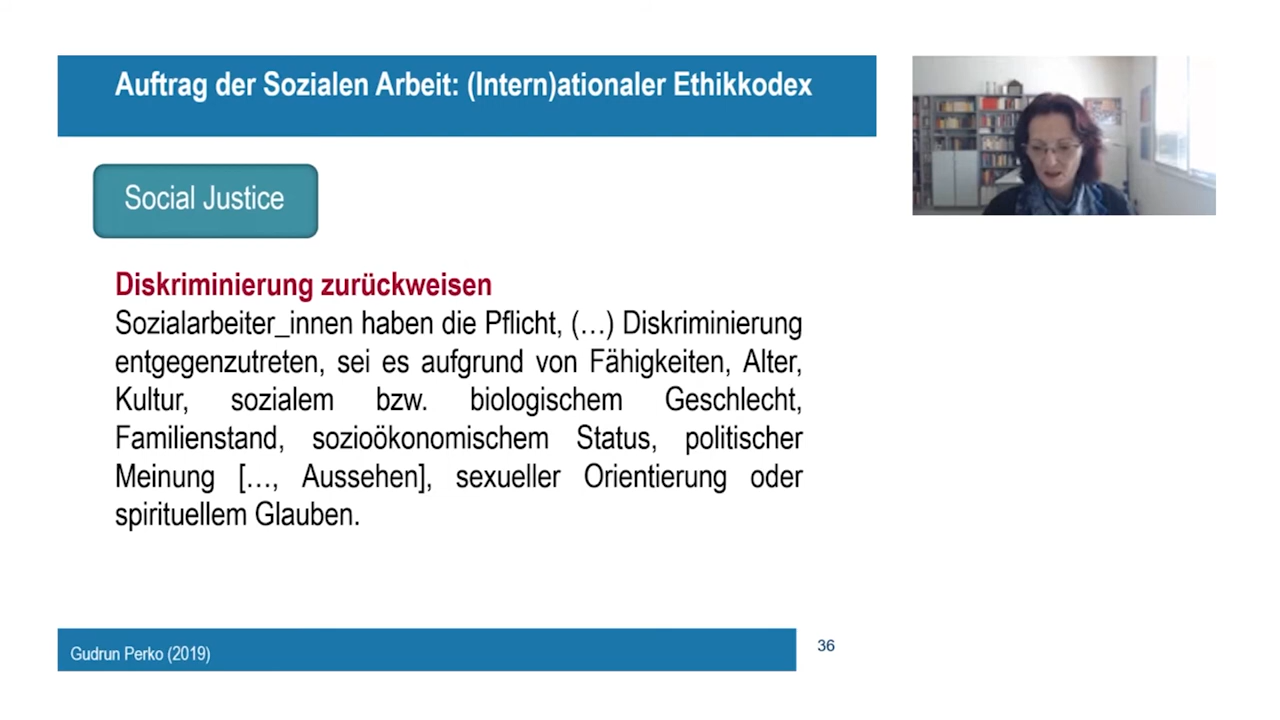 Auftrag der Sozialen Arbeit: (Intern)ationaler Ethikkodex
Social Justice
Diskriminierung zurückweisen
Sozialarbeiter_innen haben die Pflicht, (…) Diskriminierung
entgegenzutreten, sei es aufgrund von Fähigkeiten, Alter,
Kultur, sozialem bzw. biologischem Geschlecht,
Familienstand, sozioökonomischem Status, politischer
Meinung […, Aussehen], sexueller Orientierung oder
spirituellem Glauben.
Gudrun Perko (2019)
36